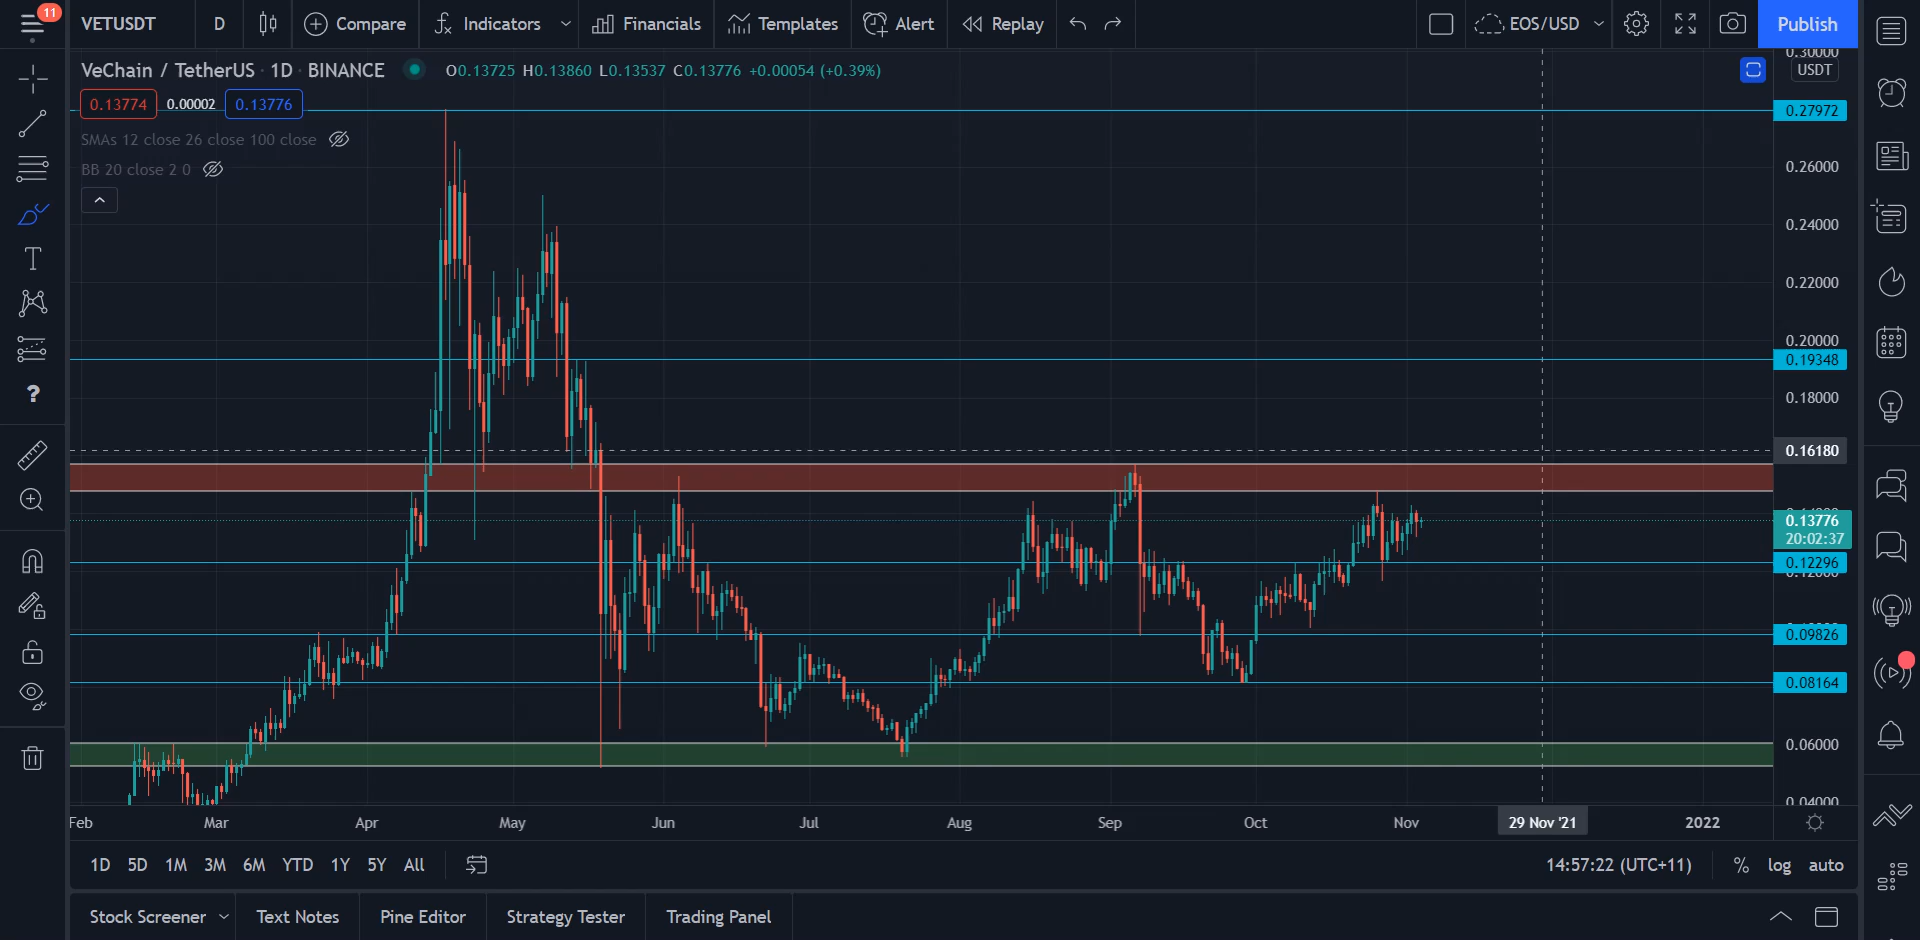 11
VETUSDT D Compare Indicators Financials Templates Alert Replay EOS/USD Publish
VeChain / TetherUS · 1D · BINANCE O0.13725 H0.13860 L0.13537 C0.13776 +0.00054 (+0.39%)
0.13774 0.00002 0.13776
SMAs 12 close 26 close 100 close
BB 20 close 2 0
0.30000
USDT
0.27972
0.26000
0.24000
0.22000
0.20000
0.19348
0.18000
0.16180
0.13776
20:02:37
0.12296
0.12000
0.09826
0.08164
0.06000
0.04000
Feb Mar Apr May Jun Jul Aug Sep Oct Nov 29 Nov '21 2022
1D 5D 1M 3M 6M YTD 1Y 5Y All 14:57:22 (UTC+11) % log auto
Stock Screener Text Notes Pine Editor Strategy Tester Trading Panel